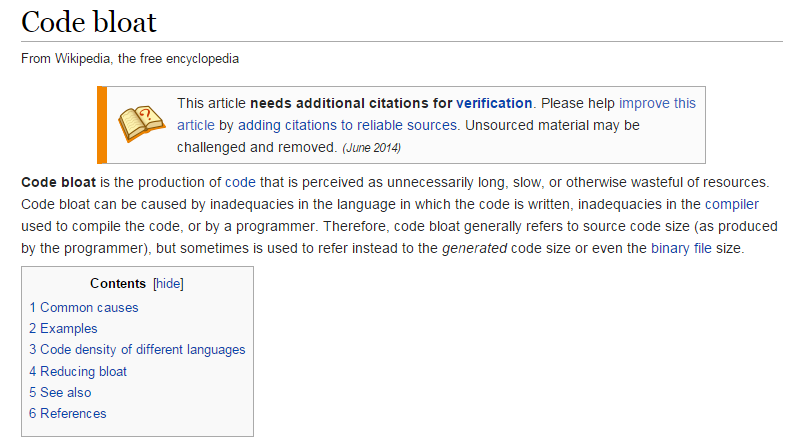 Code bloat
From Wikipedia, the free encyclopedia
This article needs additional citations for verification. Please help improve this
article by adding citations to reliable sources. Unsourced material may be
challenged and removed. (June 2014)
Code bloat is the production of code that is perceived as unnecessarily long, slow, or otherwise wasteful of resources.
Code bloat can be caused by inadequacies in the language in which the code is written, inadequacies in the compiler
used to compile the code, or by a programmer. Therefore, code bloat generally refers to source code size (as produced
by the programmer), but sometimes is used to refer instead to the generated code size or even the binary file size.
Contents [hide]
1 Common causes
2 Examples
3 Code density of different languages
4 Reducing bloat
5 See also
6 References